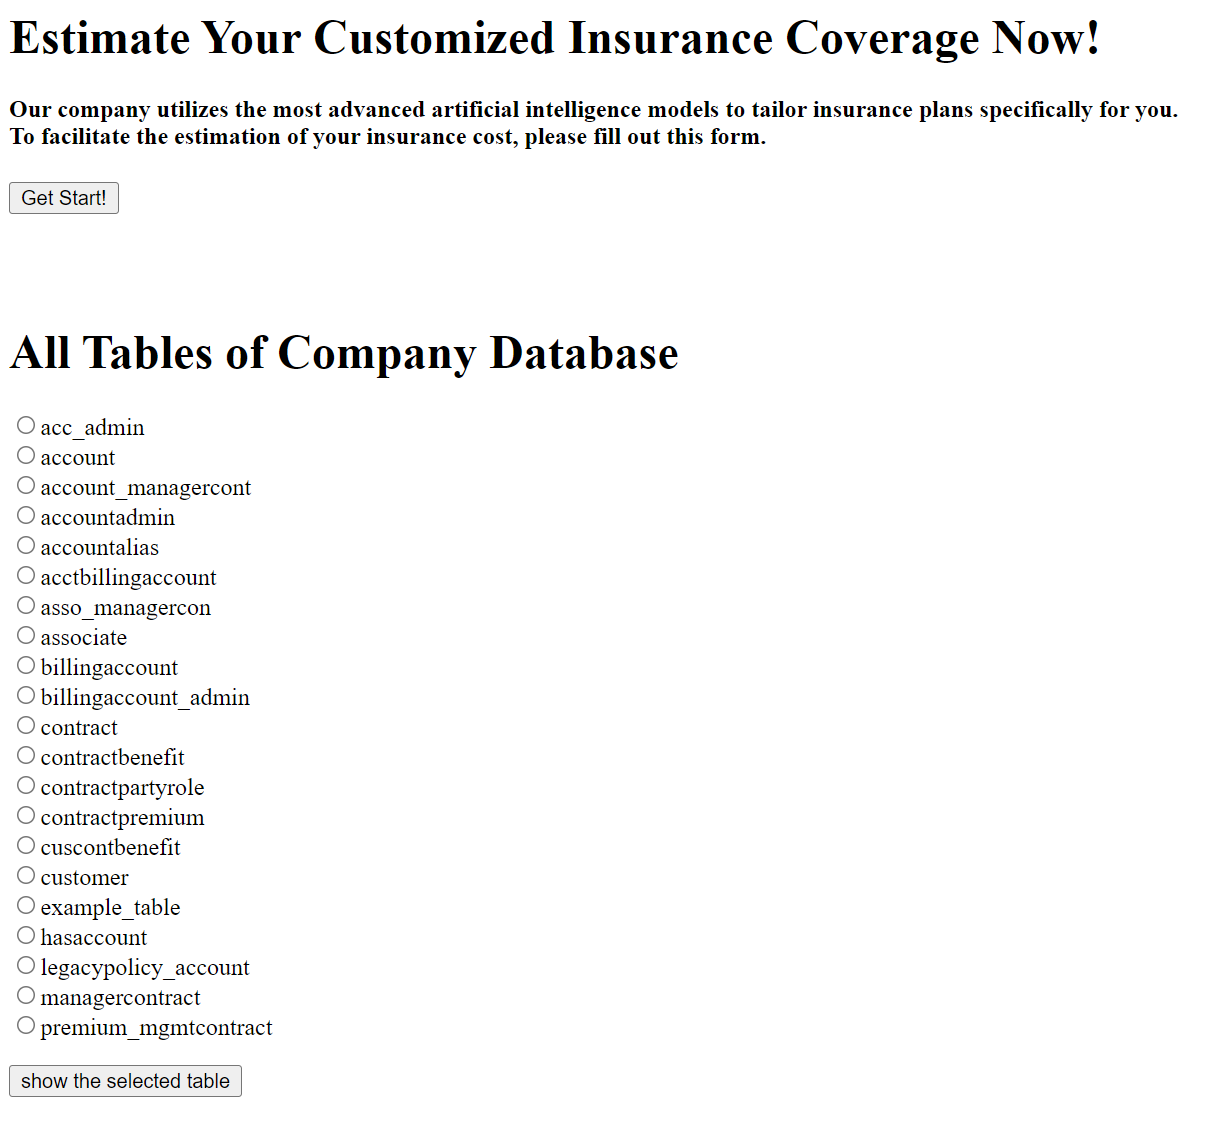 Estimate Your Customized Insurance Coverage Now!
Our company utilizes the most advanced artificial intelligence models to tailor insurance plans specifically for you.
To facilitate the estimation of your insurance cost, please fill out this form.
Get Start!
All Tables of Company Database
acc_admin
account
account_managercont
accountadmin
accountalias
acctbillingaccount
asso_managercon
associate
billingaccount
billingaccount_admin
contract
contractbenefit
contractpartyrole
contractpremium
cuscontbenefit
customer
example_table
hasaccount
legacypolicy_account
managercontract
premium_mgmtcontract
show the selected table